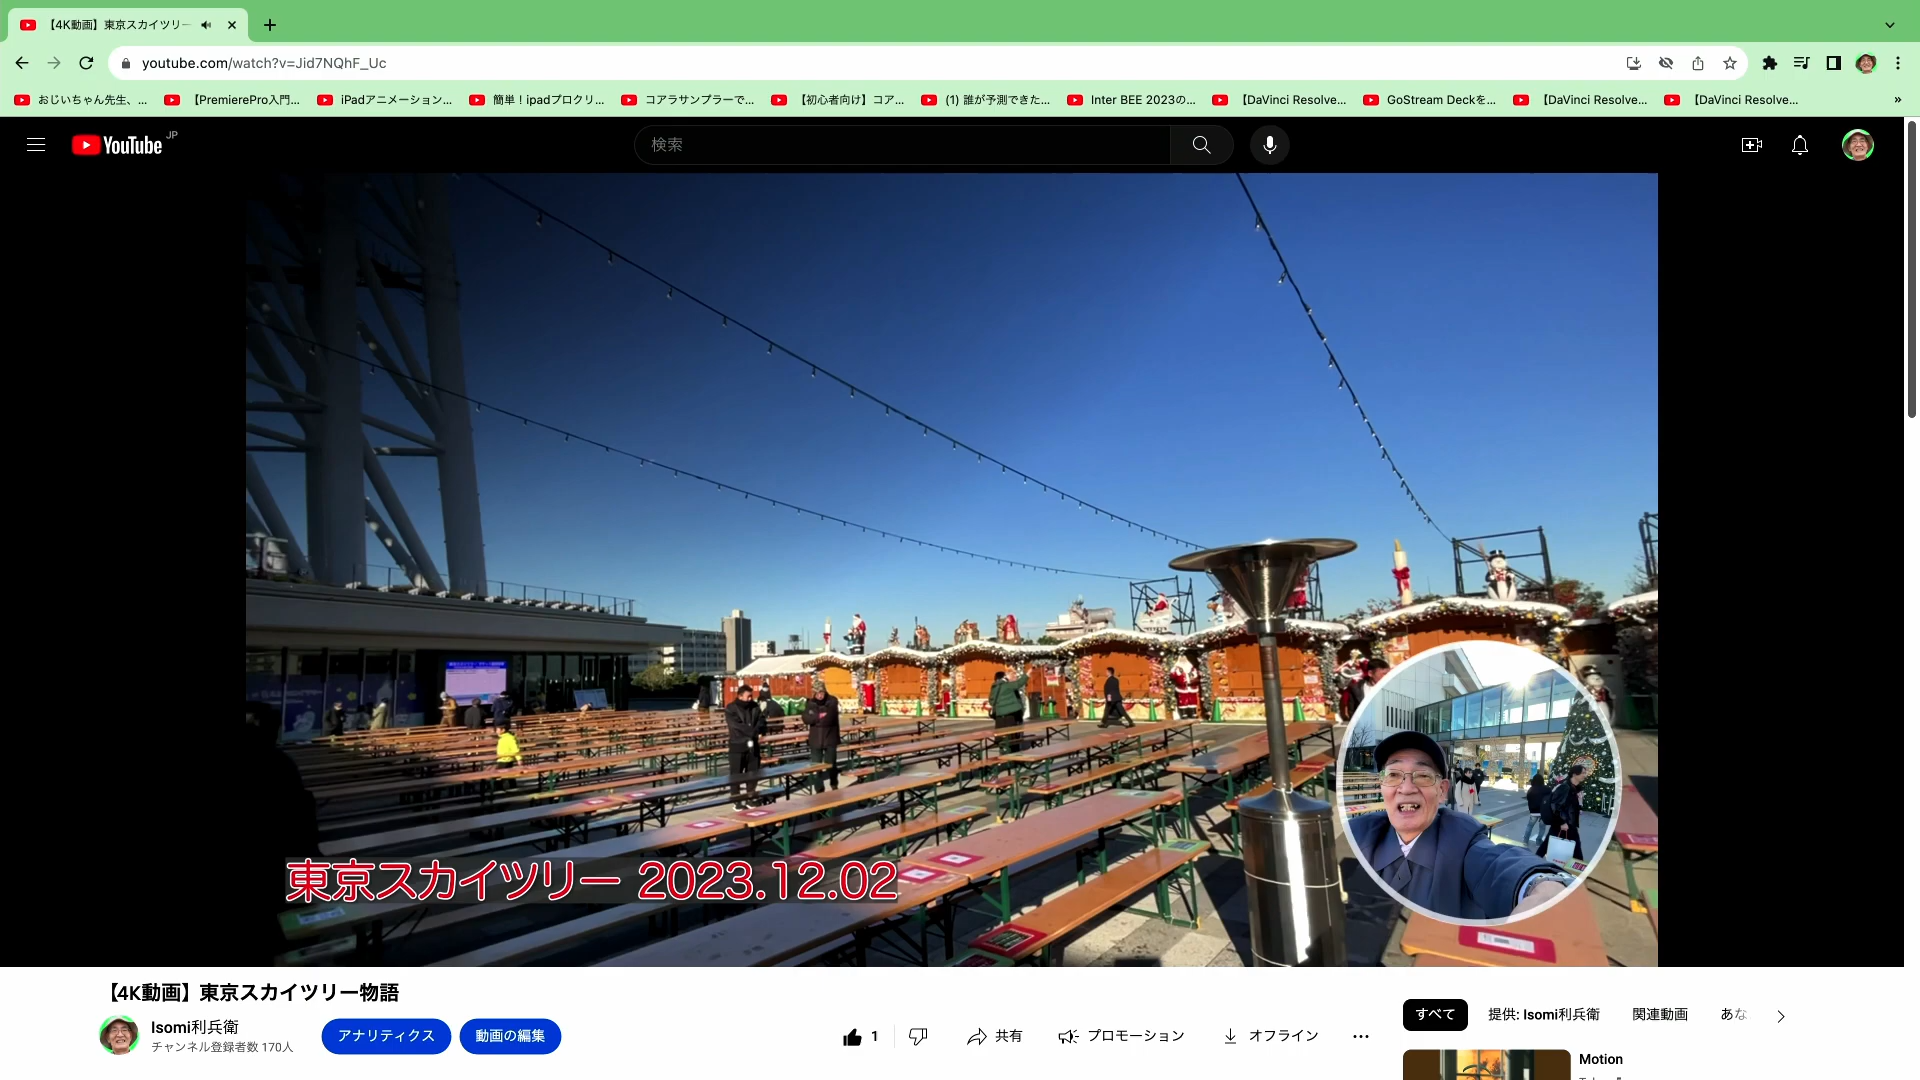 【4K動画】東京スカイツリー
youtube.com/watch?v=Jid7NQhF_Uc
おじいちゃん先生、...
【PremierePro入門...
iPadアニメーション...
簡単！ipadプロクリ...
コアラサンプラーで...
【初心者向け】コア...
(1) 誰が予測できた...
Inter BEE 2023の...
【DaVinci Resolve...
GoStream Deckを...
【DaVinci Resolve...
【DaVinci Resolve...
»
YouTube JP
検索
東京スカイツリー 2023.12.02
【4K動画】東京スカイツリー物語
Isomi利兵衛
チャンネル登録者数 170人
アナリティクス
動画の編集
1
共有
プロモーション
オフライン
すべて
提供: Isomi利兵衛
関連動画
あな
Motion